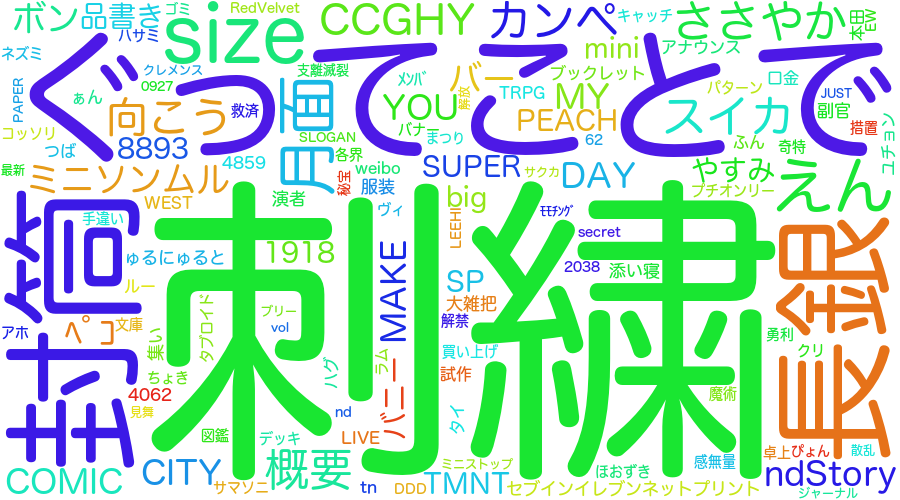 ボン
品書き
ゴミ
RedVelvet
CCGHY
カンペ
キャッチ
ささやか
本田
EW
ネズミ
ハサミ
size
mini
アナウンス
ぐってことで
クレメンス
支離滅裂
ﾒﾝﾊﾞ
バー
ブックレット
パターン
口金
PAPER
0927
ぁん
月面
YOU
解放
TRPG
MY
JUST
副官
コッソリ
向こう
救済
バナー
まつり
PEACH
スイカ
措置
つば
8893
4859
SLOGAN
62
ふん
奇特
ユチョン
最新
ミニソンムル
秘宝
各界
weibo
SUPER
サクカ
DAY
やすみ
WEST
演者
服装
big
プチオンリー
えん
封筒
手違い
刺繍
ヴィ
LEEHI
ﾓﾓﾁﾝｸﾞ
secret
長銀
ゅるにゅると
1918
MAKE
SP
2038
添い寝
ルー
大雑把
アホ
ペコ
文庫
集い
タブロイド
ブリー
vol
解禁
勇利
買い上げ
クリ
ちょき
ハグ
ラム
バニー
試作
4062
魔術
見舞
nd
タイ
図鑑
デッキ
LIVE
ほおずき
卓上
ぴょん
散乱
COMIC
CITY
概要
ミニストップ
感無量
ndStory
サマソニ
tn
DDD
TMNT
セブンイレブンネットプリント
ジャーナル